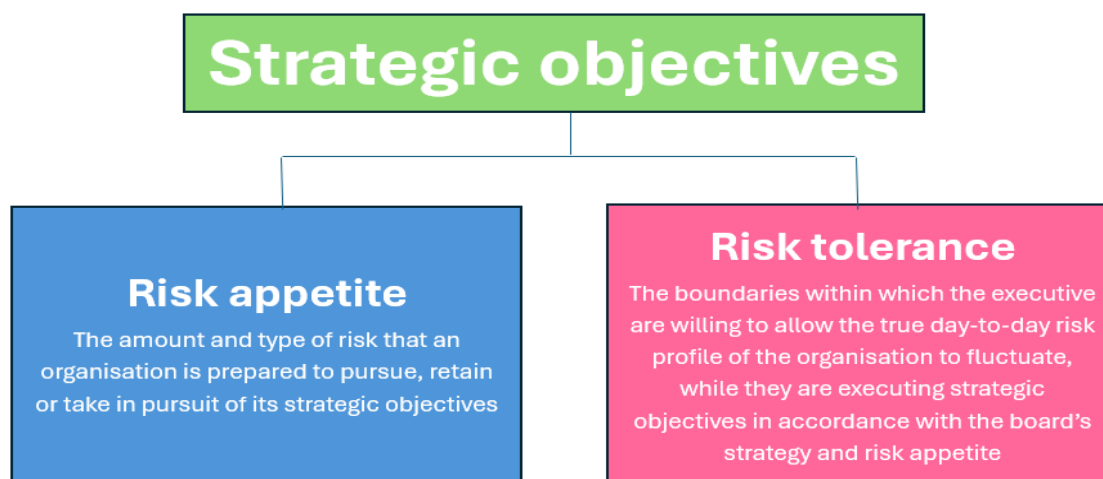 Strategic objectives
Risk appetite
The amount and type of risk that an
organisation is prepared to pursue, retain
or take in pursuit of its strategic objectives
Risk tolerance
The boundaries within which the executive
are willing to allow the true day-to-day risk
profile of the organisation to fluctuate,
while they are executing strategic
objectives in accordance with the board’s
strategy and risk appetite